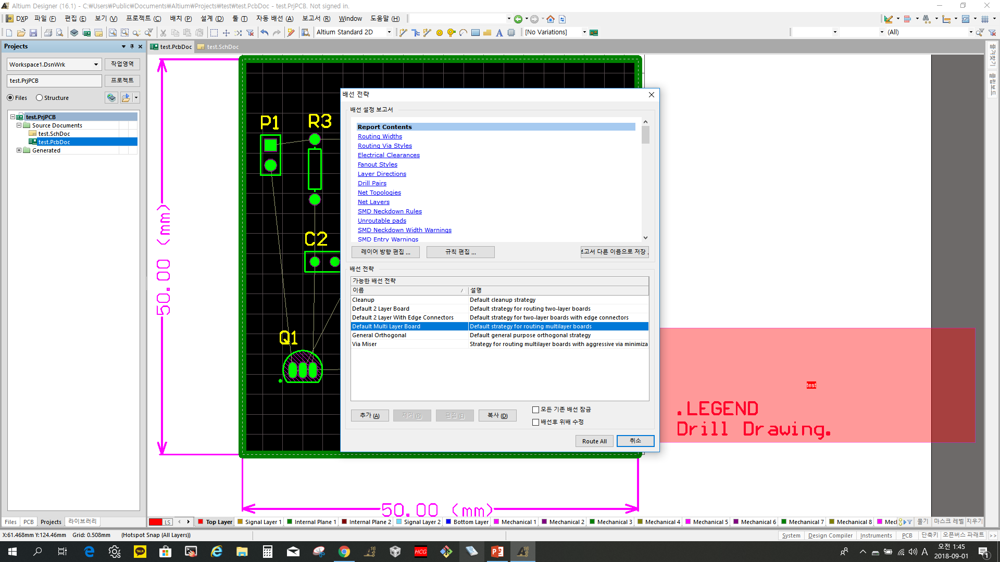 Altium Designer (16.1) - C:₩Users₩Public₩Documents₩Altium₩Projects₩test₩test.PcbDoc - test.PrjPCB. Not signed in.
DXP 파일 (F) 편집 (E) 보기 (V) 프로젝트 (C) 배치 (P) 설계 (D) 툴 (T) 자동 배선 (A) 보고서 (R) Window 도움말 (H)
Altium Standard 2D [No Variations] (All)
Projects
test.PcbDoc test.SchDoc
Workspace1.DsnWrk 작업영역
test.PrjPCB 프로젝트
Files Structure
test.PrjPCB
Source Documents
test.SchDoc
test.PcbDoc
Generated
즐겨찾기
클립보드
50.00 (mm)
P1 R3
C2
Q1
배선 전략
배선 설정 보고서
Report Contents
Routing Widths
Routing Via Styles
Electrical Clearances
Fanout Styles
Layer Directions
Drill Pairs
Net Topologies
Net Layers
SMD Neckdown Rules
Unroutable pads
SMD Neckdown Width Warnings
SMD Entry Warnings
레이어 방향 편집 ... 규칙 편집 ... 보고서 다른 이름으로 저장 .
배선 전략
가능한 배선 전략
이름 설명
Cleanup Default cleanup strategy
Default 2 Layer Board Default strategy for routing two-layer boards
Default 2 Layer With Edge Connectors Default strategy for two-layer boards with edge connectors
Default Multi Layer Board Default strategy for routing multilayer boards
General Orthogonal Default general purpose orthogonal strategy
Via Miser Strategy for routing multilayer boards with aggressive via minimiza
추가 (A) 제거 (R) 편집 (E) 복사 (D)
모든 기존 배선 잠금
배선후 위배 수정
Route All 취소
test
.LEGEND
Drill Drawing.
50.00 (mm)
Files PCB Projects 라이브러리
LS Top Layer Signal Layer 1 Internal Plane 1 Internal Plane 2 Signal Layer 2 Bottom Layer Mechanical 1 Mechanical 2 Mechanical 3 Mechanical 4 Mechanical 5 Mechanical 6 Mechanical 7 Mechanical 8 Mecl 물기 마스크 레벨 지우기
X:61.468mm Y:124.46mm Grid: 0.508mm (Hotspot Snap (All Layers))
System Design Compiler Instruments PCB 단축키 오픈버스 파래트 >>
TALK HCG 16 16 A 오전 1:45
2018-09-01 1